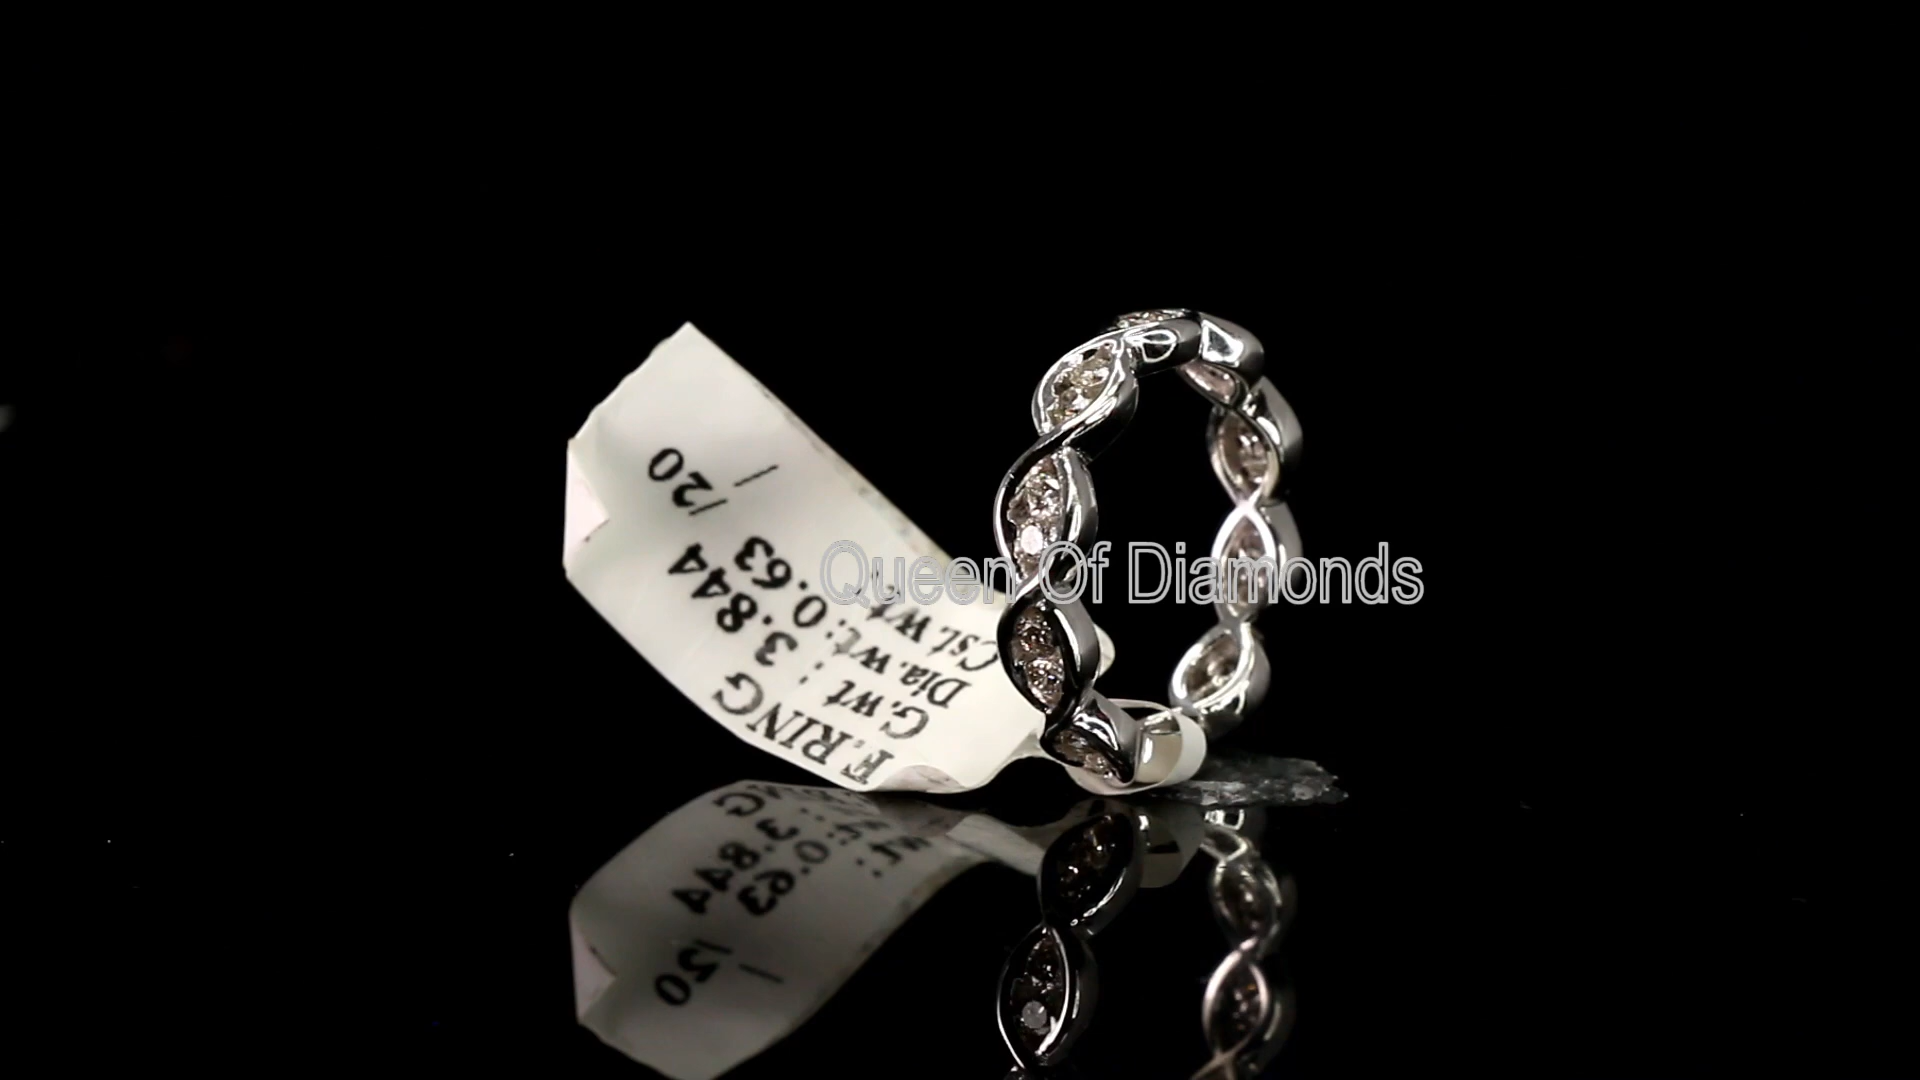 F.RING
G.wt : 3.844
Dia.wt: 0.63 /20
Cst. wt : /
Queen Of Diamonds